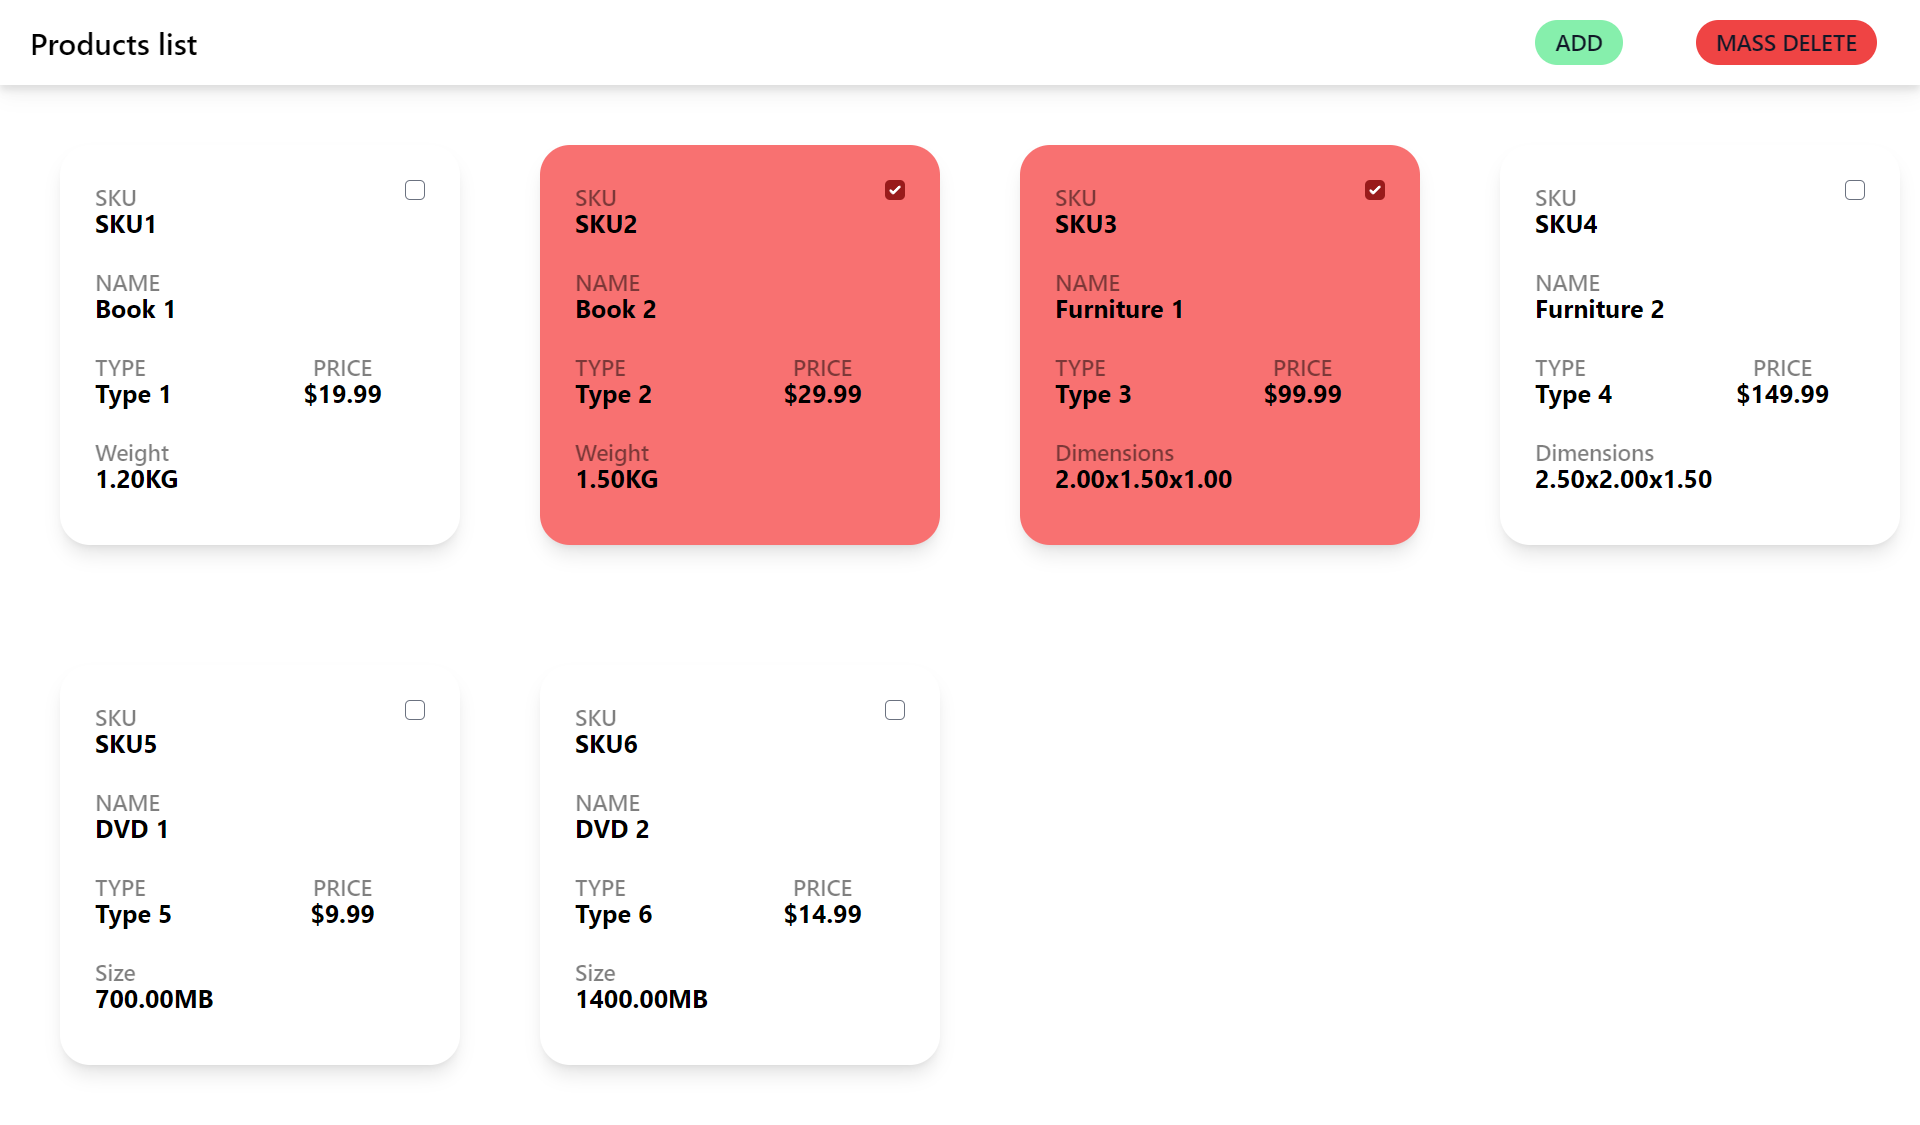 Products list
ADD
MASS DELETE
SKU
SKU1
NAME
Book 1
TYPE PRICE
Type 1 $19.99
Weight
1.20KG
SKU
SKU2
NAME
Book 2
TYPE PRICE
Type 2 $29.99
Weight
1.50KG
SKU
SKU3
NAME
Furniture 1
TYPE PRICE
Type 3 $99.99
Dimensions
2.00x1.50x1.00
SKU
SKU4
NAME
Furniture 2
TYPE PRICE
Type 4 $149.99
Dimensions
2.50x2.00x1.50
SKU
SKU5
NAME
DVD 1
TYPE PRICE
Type 5 $9.99
Size
700.00MB
SKU
SKU6
NAME
DVD 2
TYPE PRICE
Type 6 $14.99
Size
1400.00MB